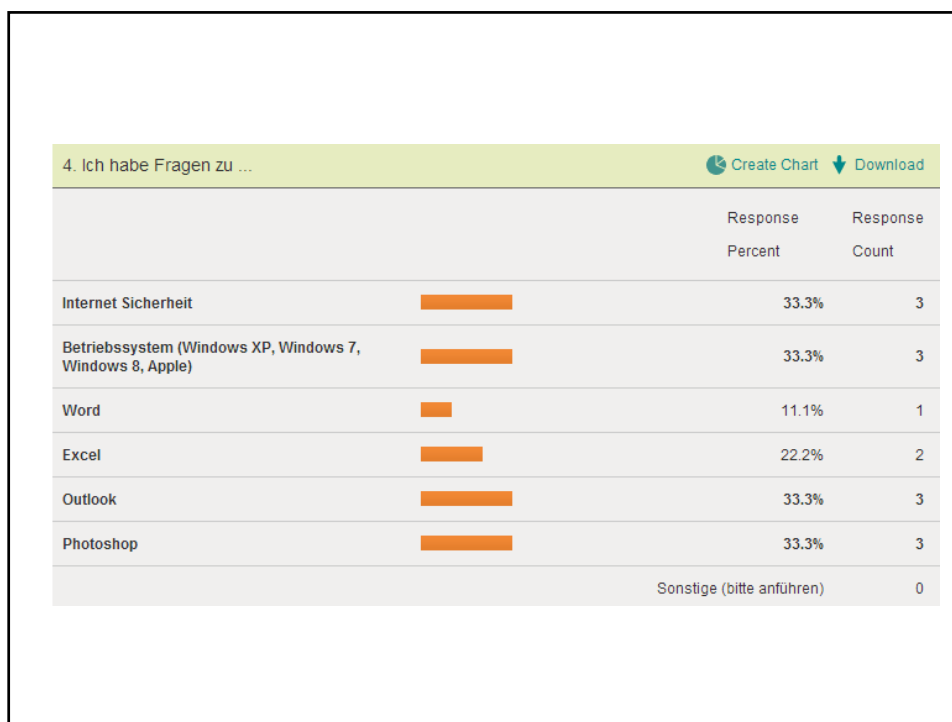 4. Ich habe Fragen zu ... Create Chart Download
Response Response
Percent Count
Internet Sicherheit 33.3% 3
Betriebssystem (Windows XP, Windows 7,
Windows 8, Apple) 33.3% 3
Word 11.1% 1
Excel 22.2% 2
Outlook 33.3% 3
Photoshop 33.3% 3
Sonstige (bitte anführen) 0